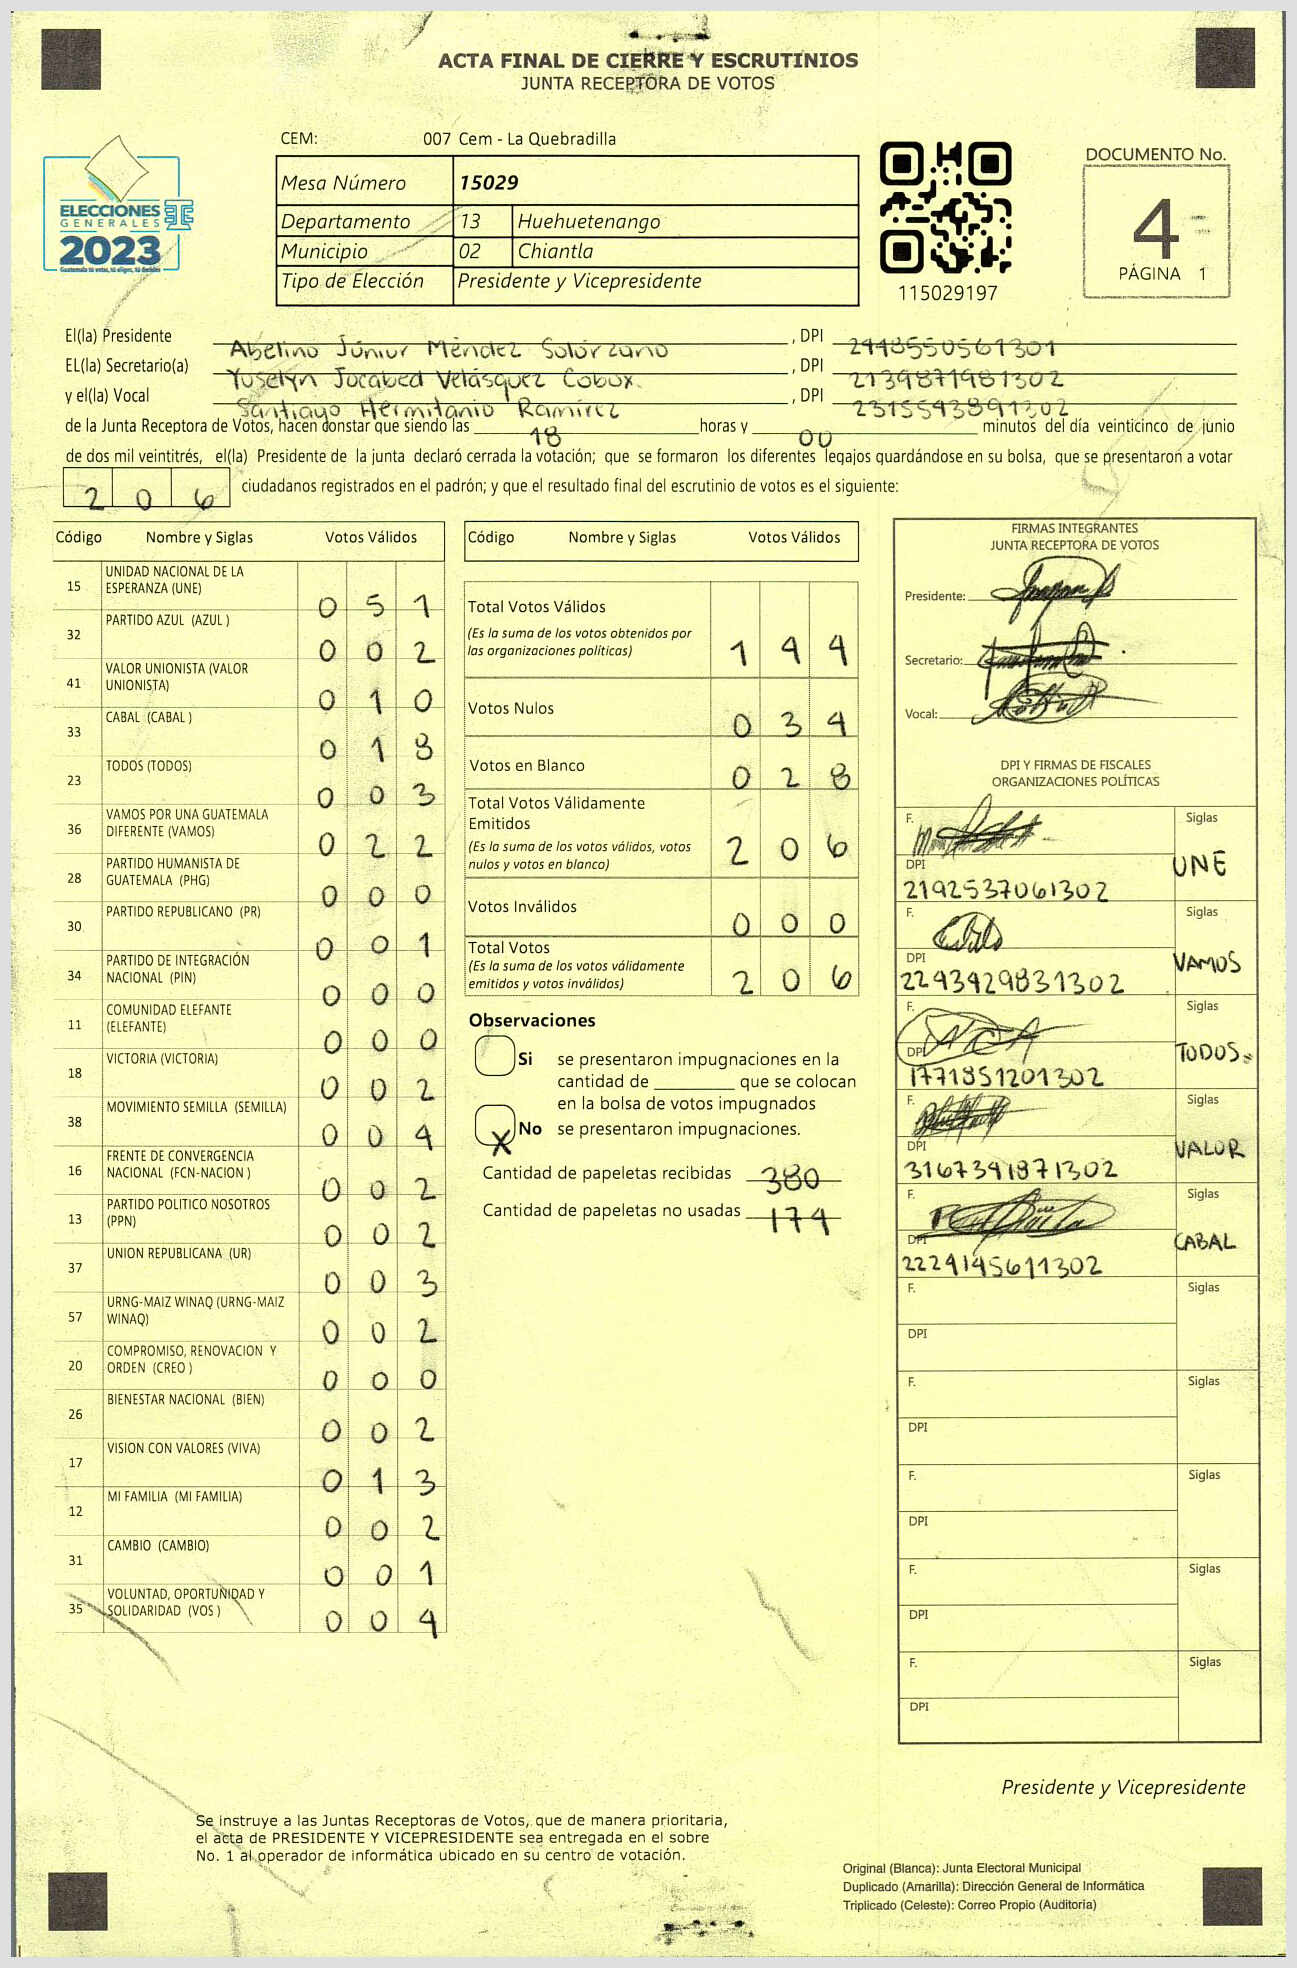 ACTA FINAL DE CIERRE Y ESCRUTINIOS
JUNTA RECEPTORA DE VOTOS
CEM: 007 Cem - La Quebradilla
Mesa Número 15029
Departamento 13 Huehuetenango
Municipio 02 Chiantla
Tipo de Elección Presidente y Vicepresidente
ELECCIONES
GENERALES
2023
Guatemala tú votas, tú eliges, tú decides
115029197
DOCUMENTO No.
4
PÁGINA 1
El(la) Presidente Abelino Júniur Méndez Solórzano , DPI 2448550561301
EL(la) Secretario(a) Yuselyn Jocabed Velásquez Cobox. , DPI 2139871981302
y el(la) Vocal Santiago Hermitanio Ramírez , DPI 2315543891302
de la Junta Receptora de Votos, hacen constar que siendo las 18 horas y 00 minutos del día veinticinco de junio
de dos mil veintitrés, el(la) Presidente de la junta declaró cerrada la votación; que se formaron los diferentes legajos guardándose en su bolsa, que se presentaron a votar
206 ciudadanos registrados en el padrón; y que el resultado final del escrutinio de votos es el siguiente:
Código Nombre y Siglas Votos Válidos
15 UNIDAD NACIONAL DE LA
ESPERANZA (UNE) 0 5 1
32 PARTIDO AZUL (AZUL ) 0 0 2
41 VALOR UNIONISTA (VALOR
UNIONISTA) 0 1 0
33 CABAL (CABAL ) 0 1 8
23 TODOS (TODOS) 0 0 3
36 VAMOS POR UNA GUATEMALA
DIFERENTE (VAMOS) 0 2 2
28 PARTIDO HUMANISTA DE
GUATEMALA (PHG) 0 0 0
30 PARTIDO REPUBLICANO (PR) 0 0 1
34 PARTIDO DE INTEGRACIÓN
NACIONAL (PIN) 0 0 0
11 COMUNIDAD ELEFANTE
(ELEFANTE) 0 0 0
18 VICTORIA (VICTORIA) 0 0 2
38 MOVIMIENTO SEMILLA (SEMILLA) 0 0 4
16 FRENTE DE CONVERGENCIA
NACIONAL (FCN-NACION ) 0 0 2
13 PARTIDO POLITICO NOSOTROS
(PPN) 0 0 2
37 UNION REPUBLICANA (UR) 0 0 3
57 URNG-MAIZ WINAQ (URNG-MAIZ
WINAQ) 0 0 2
20 COMPROMISO, RENOVACION Y
ORDEN (CREO ) 0 0 0
26 BIENESTAR NACIONAL (BIEN) 0 0 2
17 VISION CON VALORES (VIVA) 0 1 3
12 MI FAMILIA (MI FAMILIA) 0 0 2
31 CAMBIO (CAMBIO) 0 0 1
35 VOLUNTAD, OPORTUNIDAD Y
SOLIDARIDAD (VOS ) 0 0 4
Código Nombre y Siglas Votos Válidos
Total Votos Válidos
(Es la suma de los votos obtenidos por
las organizaciones políticas) 1 4 4
Votos Nulos 0 3 4
Votos en Blanco 0 2 8
Total Votos Válidamente
Emitidos
(Es la suma de los votos válidos, votos
nulos y votos en blanco) 2 0 6
Votos Inválidos 0 0 0
Total Votos
(Es la suma de los votos válidamente
emitidos y votos inválidos) 2 0 6
Observaciones
Si se presentaron impugnaciones en la
cantidad de ________ que se colocan
en la bolsa de votos impugnados
X No se presentaron impugnaciones.
Cantidad de papeletas recibidas 380
Cantidad de papeletas no usadas 174
FIRMAS INTEGRANTES
JUNTA RECEPTORA DE VOTOS
Presidente:
Secretario:
Vocal:
DPI Y FIRMAS DE FISCALES
ORGANIZACIONES POLÍTICAS
F. Siglas
DPI UNE
2192537061302
F. Siglas
DPI VAMOS
2243429831302
F. Siglas
DPI TODOS
1771851201302
F. Siglas
DPI VALOR
3167341871302
F. Siglas
DPI CABAL
2224145611302
F. Siglas
DPI
F. Siglas
DPI
F. Siglas
DPI
F. Siglas
DPI
F. Siglas
DPI
Presidente y Vicepresidente
Se instruye a las Juntas Receptoras de Votos, que de manera prioritaria,
el acta de PRESIDENTE Y VICEPRESIDENTE sea entregada en el sobre
No. 1 al operador de informática ubicado en su centro de votación.
Original (Blanca): Junta Electoral Municipal
Duplicado (Amarilla): Dirección General de Informática
Triplicado (Celeste): Correo Propio (Auditoria)